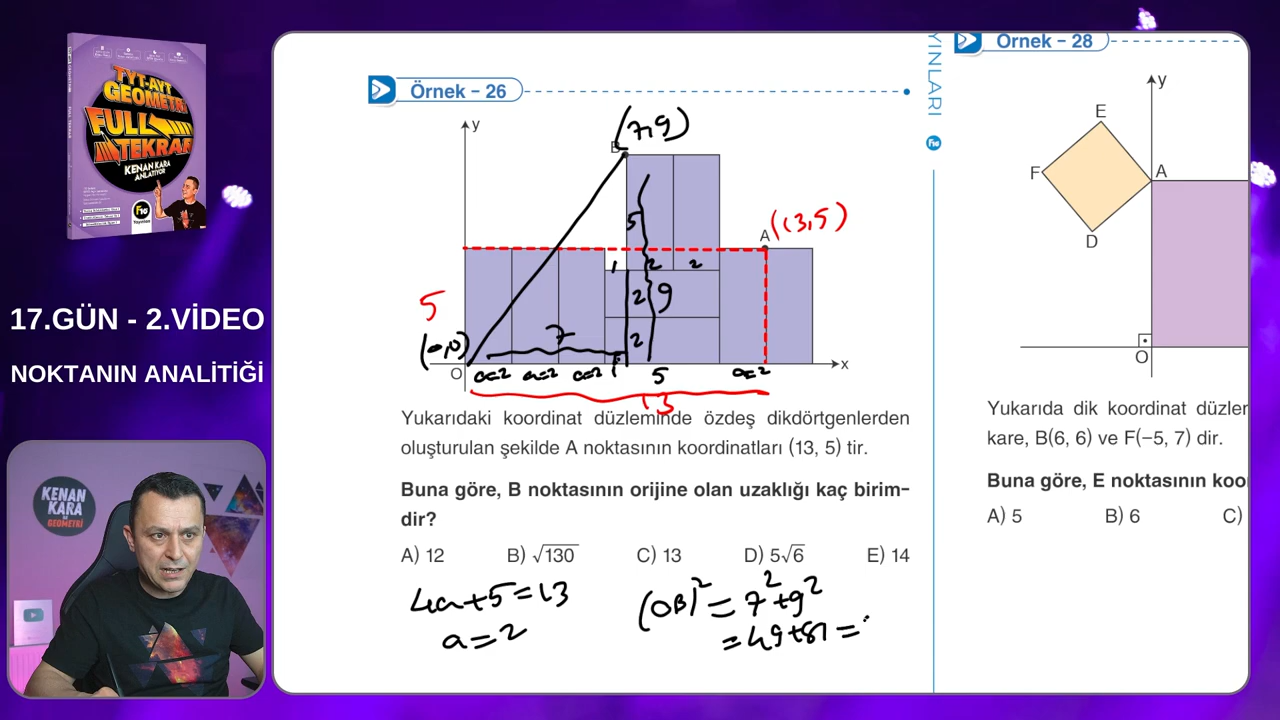 TYT-AYT
GEOMETRİ
FULL
TEKRAR
KENAN KARA
ANLATIYOR
17.GÜN - 2.VİDEO
NOKTANIN ANALİTİĞİ
KENAN KARA
ile
GEOMETRİ
Örnek – 26
y
(7,9)
B
5
A
(13,5)
1
2
2
5
2
9
7
2
(0,0)
O
a=2
a=2
a=2
1
5
a=2
x
13
Yukarıdaki koordinat düzleminde özdeş dikdörtgenlerden
oluşturulan şekilde A noktasının koordinatları (13, 5) tir.
Buna göre, B noktasının orijine olan uzaklığı kaç birim–
dir?
A) 12 B) √130 C) 13 D) 5√6 E) 14
4a+5=13
a=2
(OB)² = 7²+9²
=49+81=
YINLARI
Örnek – 28
y
E
F
A
D
O
Yukarıda dik koordinat düzler
kare, B(6, 6) ve F(–5, 7) dir.
Buna göre, E noktasının koo
A) 5 B) 6 C)